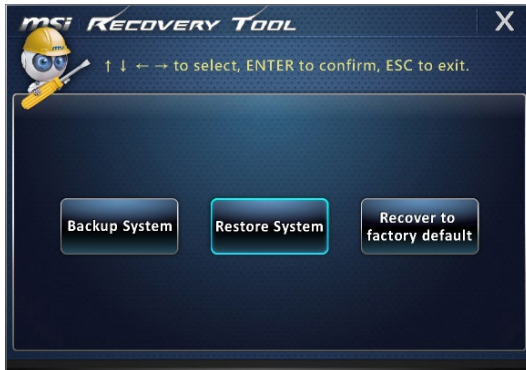 msi Recovery Tool X
↑ ↓ ← → to select, ENTER to confirm, ESC to exit.
Backup System
Restore System
Recover to
factory default